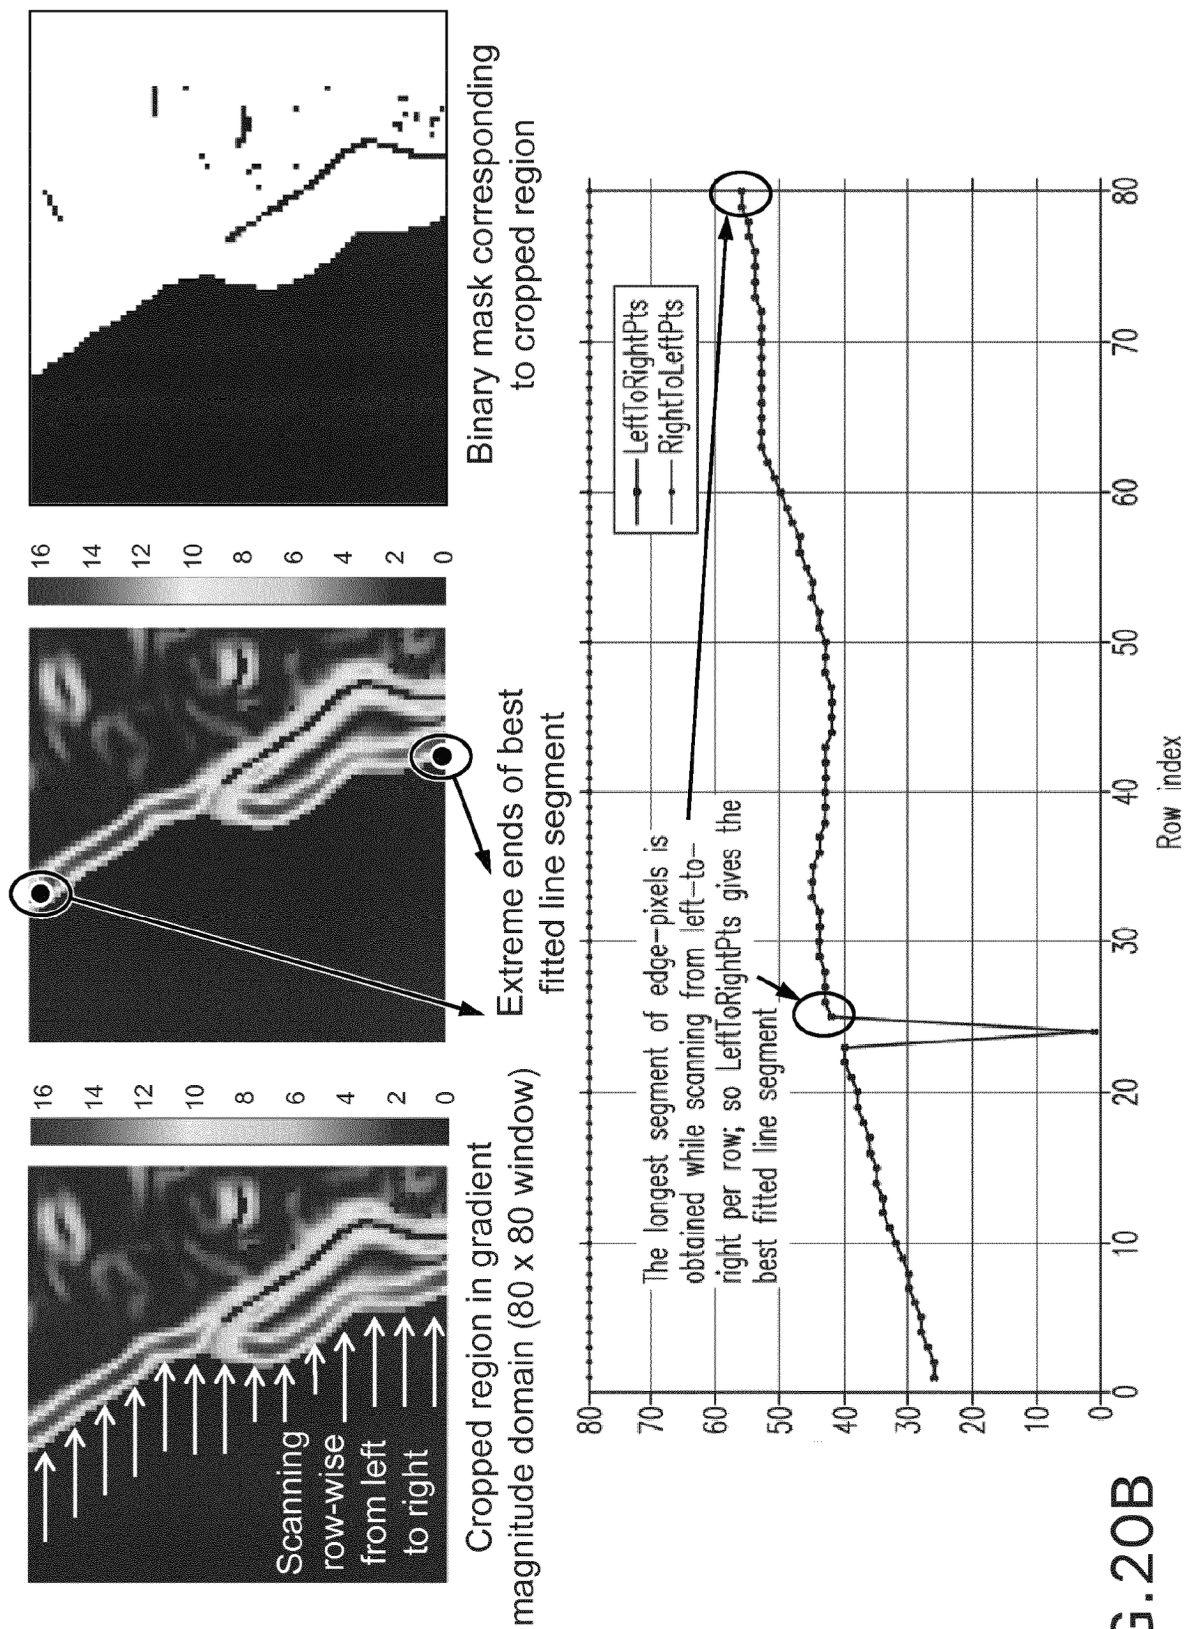 16
14
12
10
8
6
4
2
0
Scanning
row-wise
from left
to right
Cropped region in gradient
magnitude domain (80 x 80 window)
16
14
12
10
8
6
4
2
0
Extreme ends of best
fitted line segment
Binary mask corresponding
to cropped region
80
70
60
50
40
30
20
10
0
LeftToRightPts
RightToLeftPts
The longest segment of edge-pixels is
obtained while scanning from left-to-
right per row; so LeftToRightPts gives the
best fitted line segment
0
10
20
30
40
50
60
70
80
Row index
G.20B